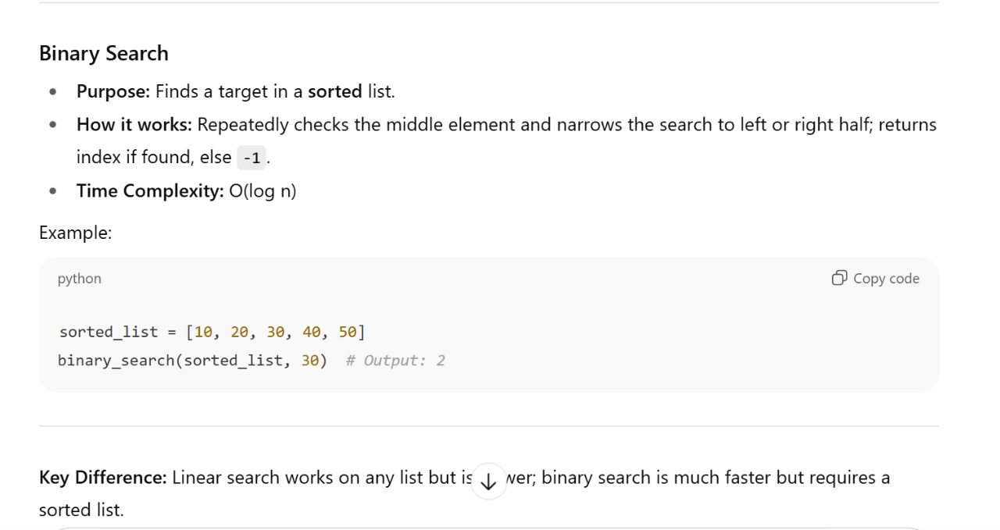 Binary Search
Purpose: Finds a target in a sorted list.
How it works: Repeatedly checks the middle element and narrows the search to left or right half; returns
index if found, else -1.
Time Complexity: O(log n)
Example:
python
Copy code
sorted_list = [10, 20, 30, 40, 50]
binary_search(sorted_list, 30)  # Output: 2
Key Difference: Linear search works on any list but is wer; binary search is much faster but requires a
sorted list.